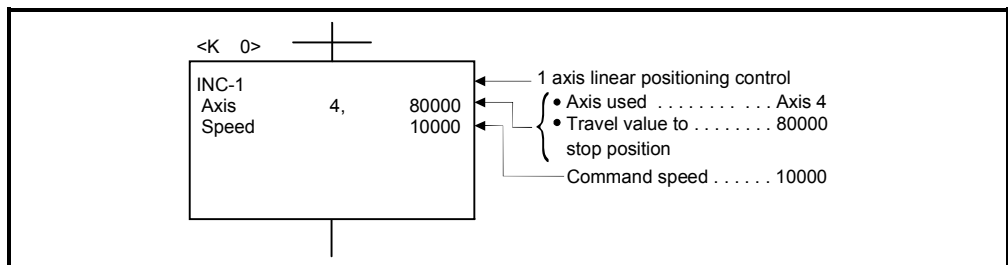 <K 0>
INC-1
Axis 4, 80000
Speed 10000
1 axis linear positioning control
• Axis used . . . . . . . . . . . Axis 4
• Travel value to . . . . . . . . 80000
stop position
Command speed . . . . . . 10000